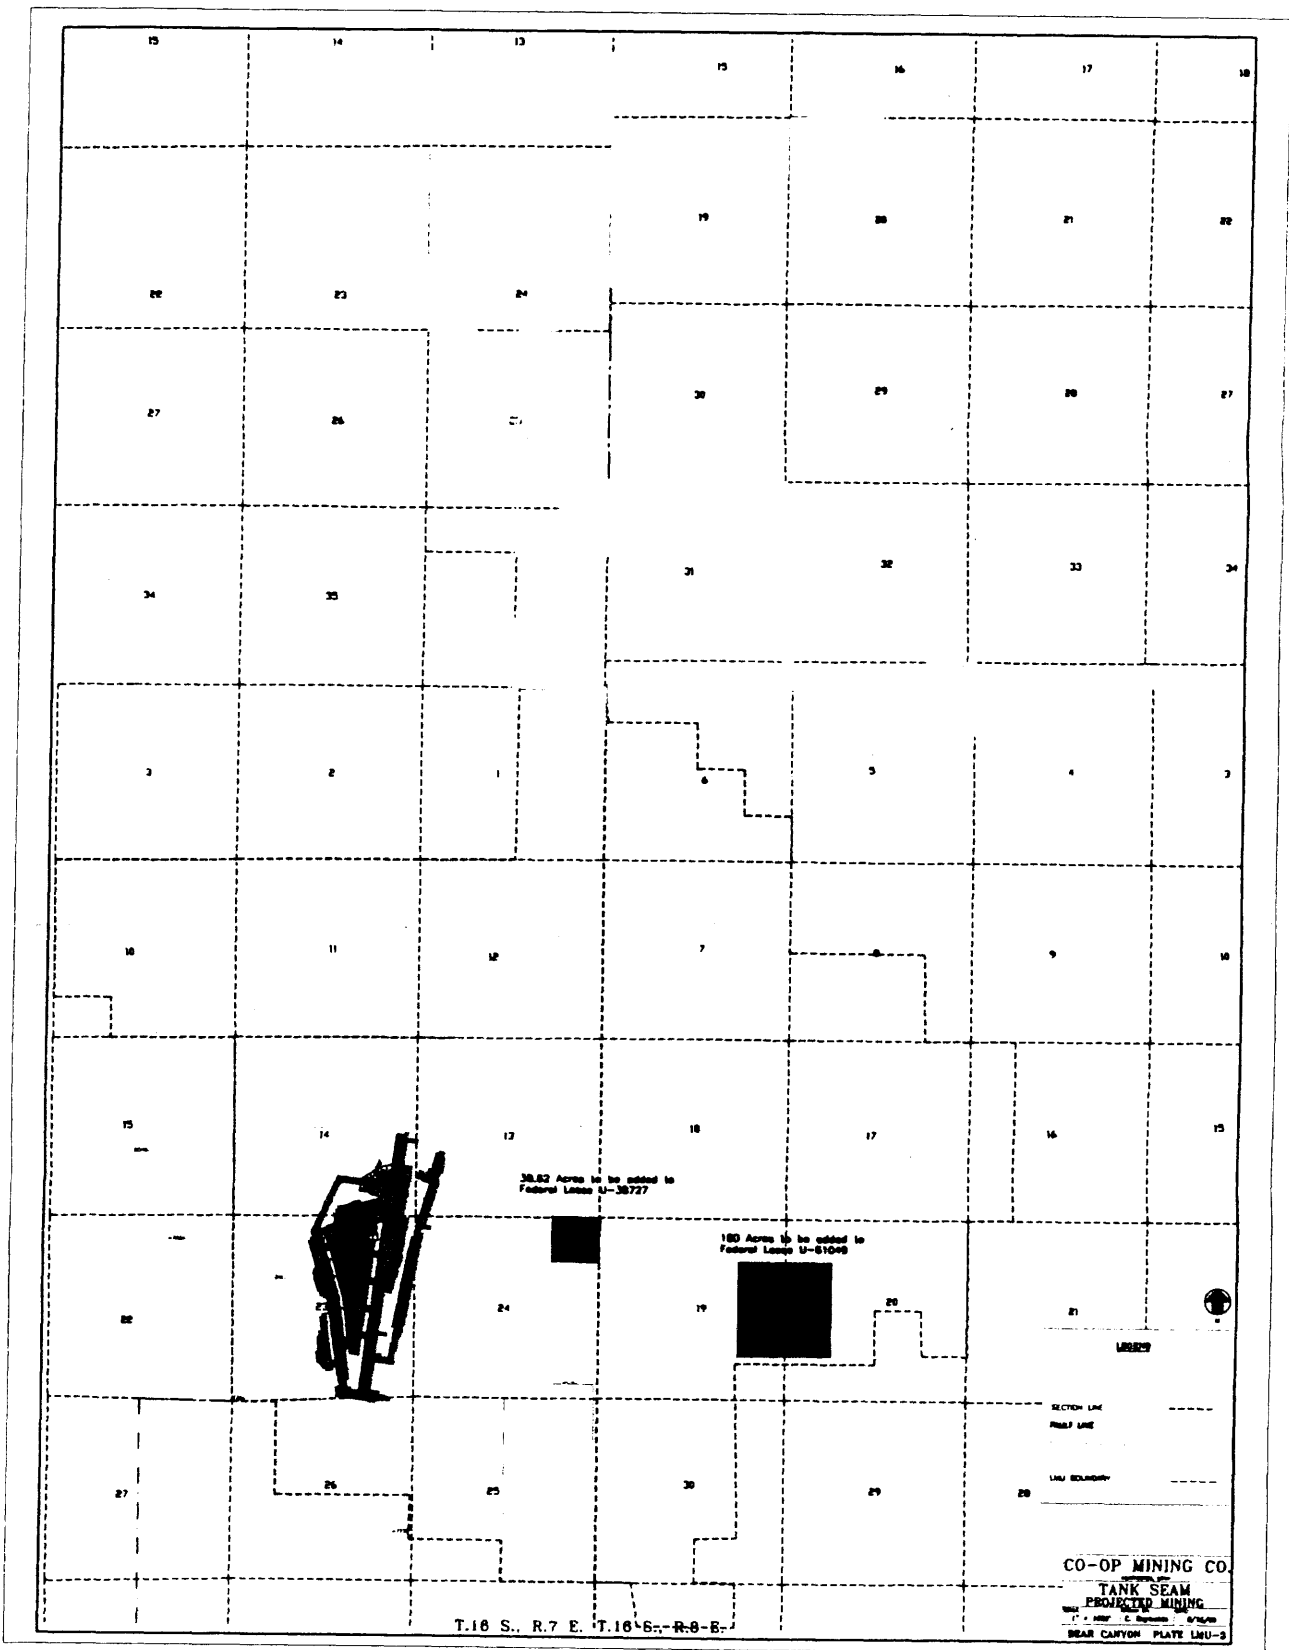 15 14 13
15 16 17 18
19 20 21 22
22 23 24
30 29 28 27
27 26
31 32 33 34
34 35
3 2 1 6 5 4 3
10 11 12 7 8 9 10
15 14 13 18 17 16 15
38.82 Acres to be added to
Federal Lease U-38727
160 Acres to be added to
Federal Lease U-61049
22 24 19 20 21
LEGEND
SECTION LINE
FAULT LINE
LMU BOUNDARY
27 26 25 30 29 28
CO-OP MINING CO.
TANK SEAM
PROJECTED MINING
BEAR CANYON PLATE LMU-3
T.16 S., R.7 E. T.16 S., R.8 E.